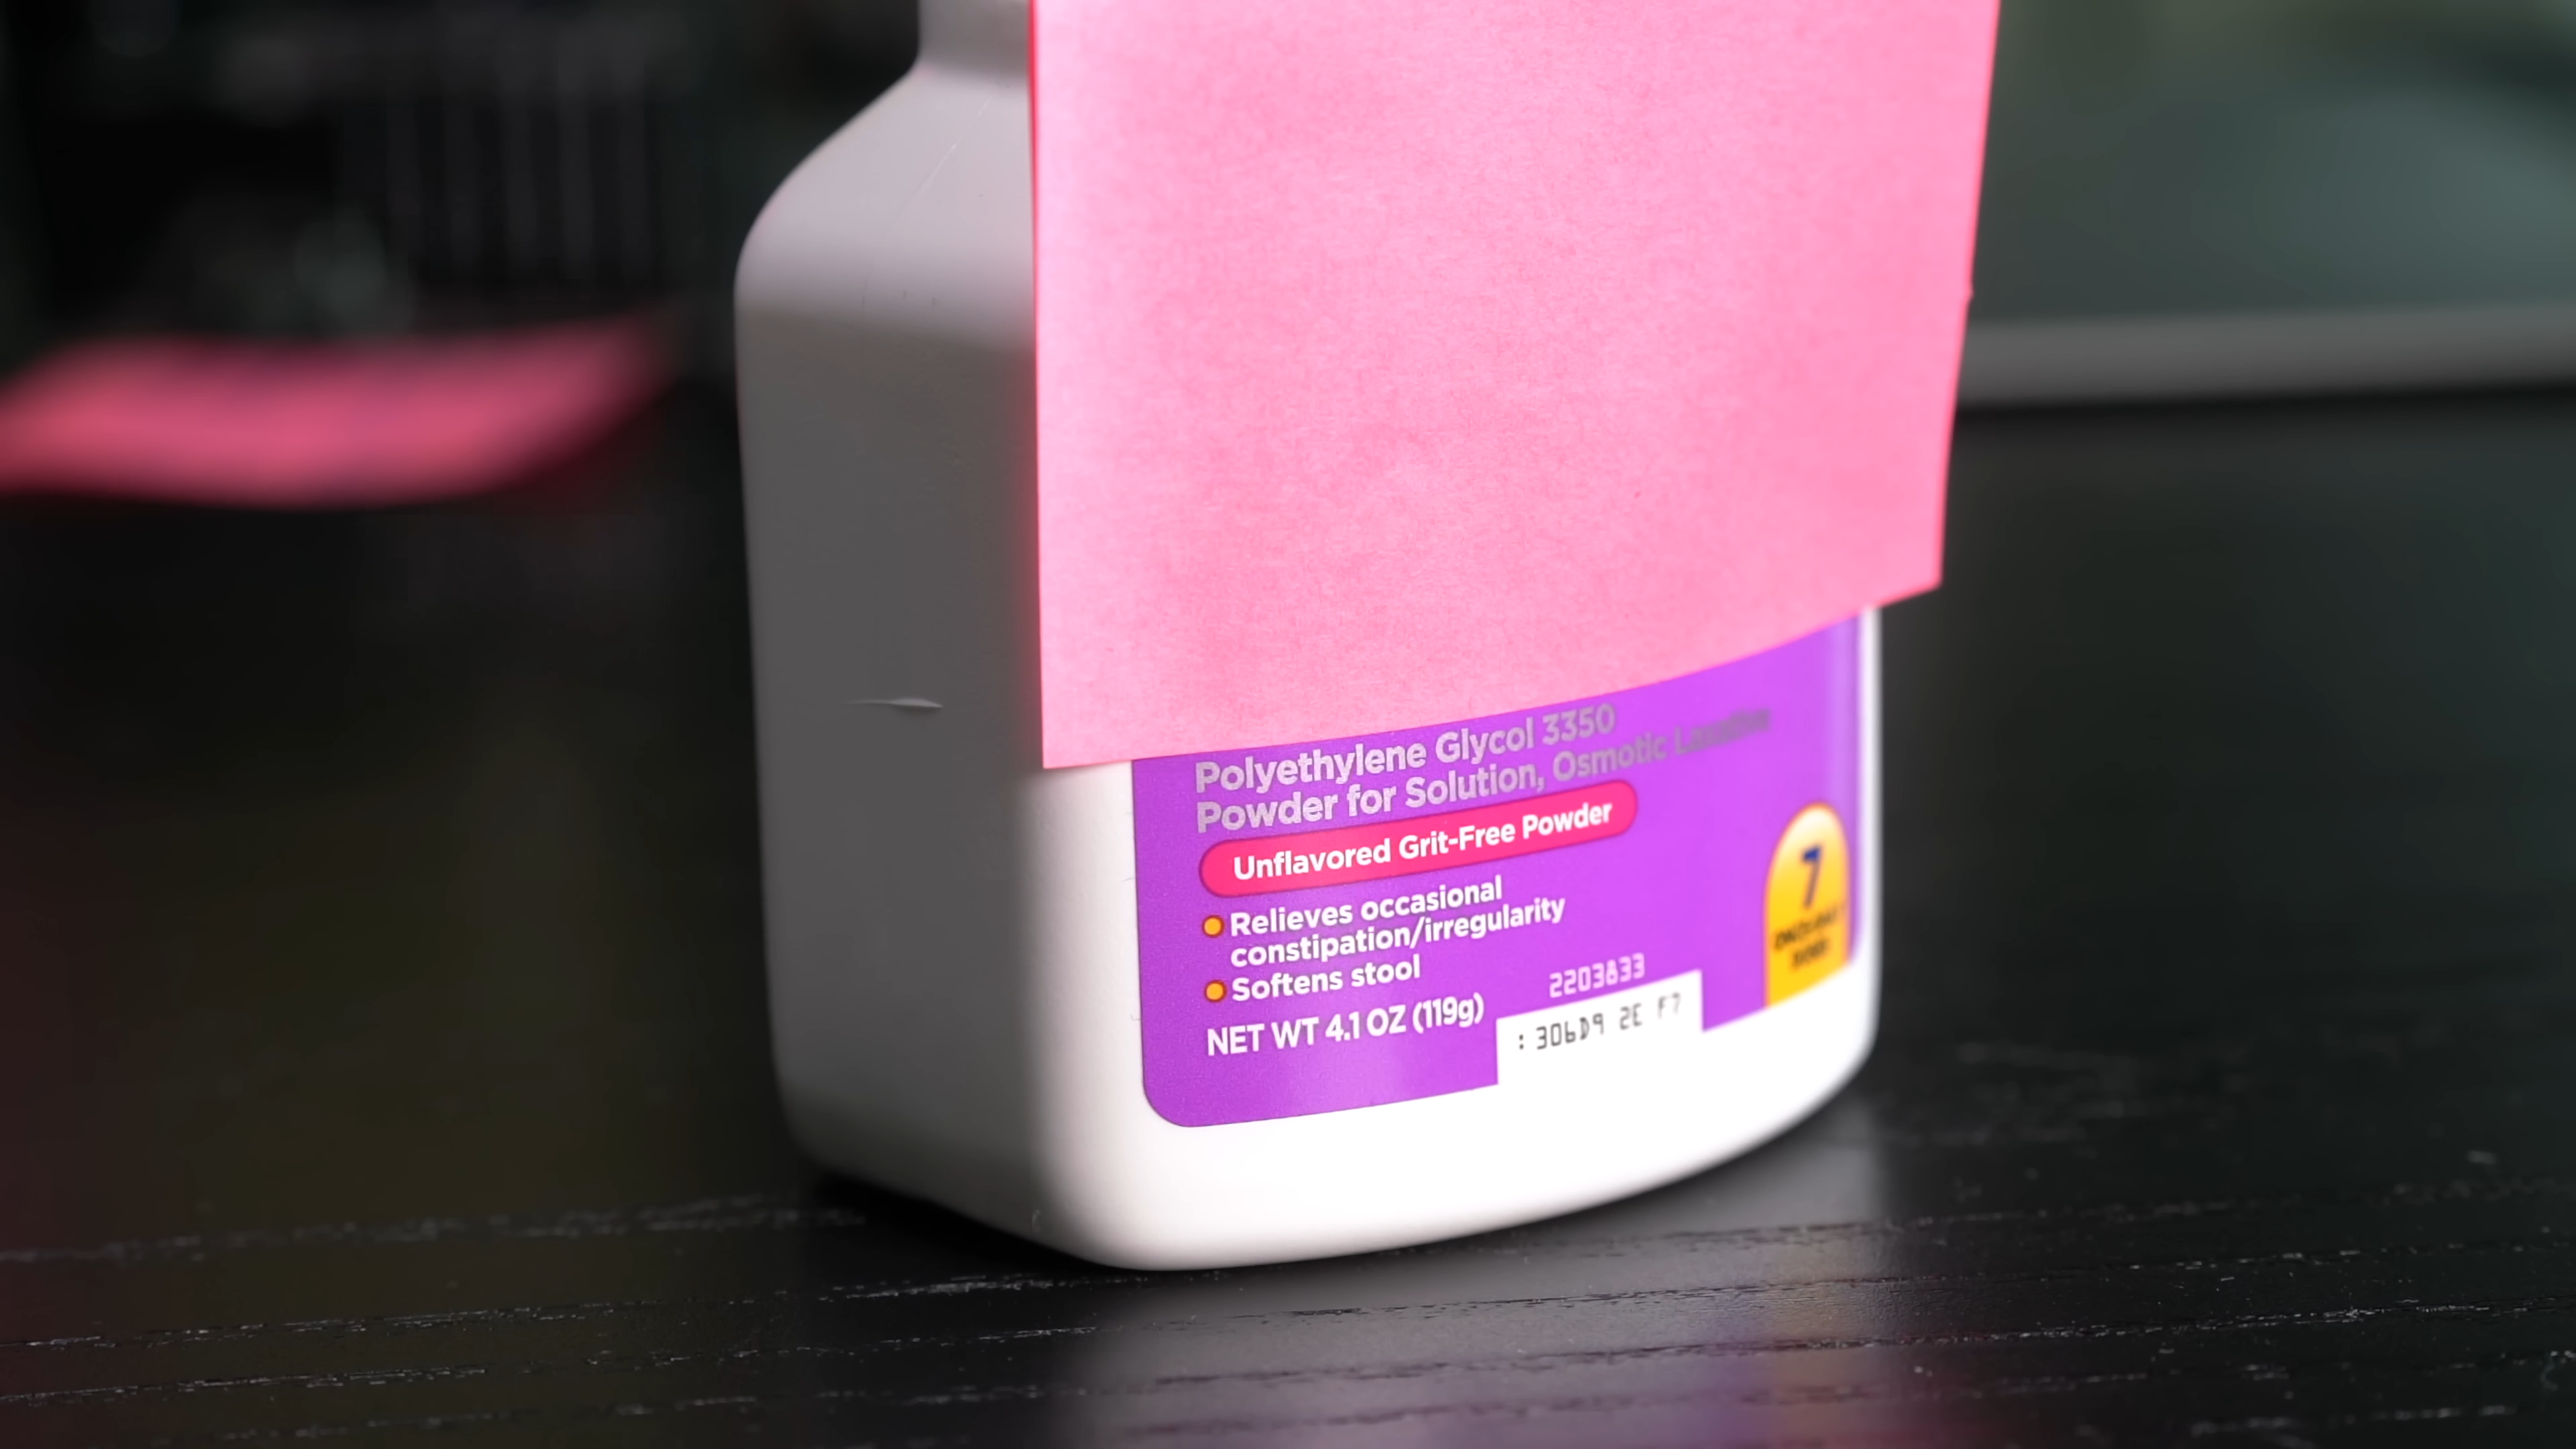 Polyethylene Glycol 3350
Powder for Solution, Osmotic Laxative
Unflavored Grit-Free Powder
Relieves occasional
constipation/irregularity
Softens stool
NET WT 4.1 OZ (119g)
2203833
: 306D9 2E F7
7